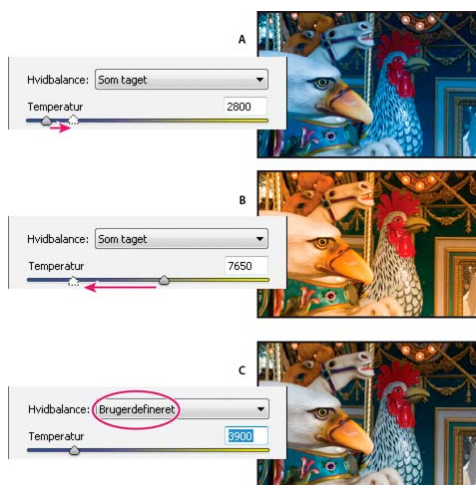 A
Hvidbalance: Som taget
Temperatur 2800
B
Hvidbalance: Som taget
Temperatur 7650
C
Hvidbalance: Brugerdefineret
Temperatur 3900